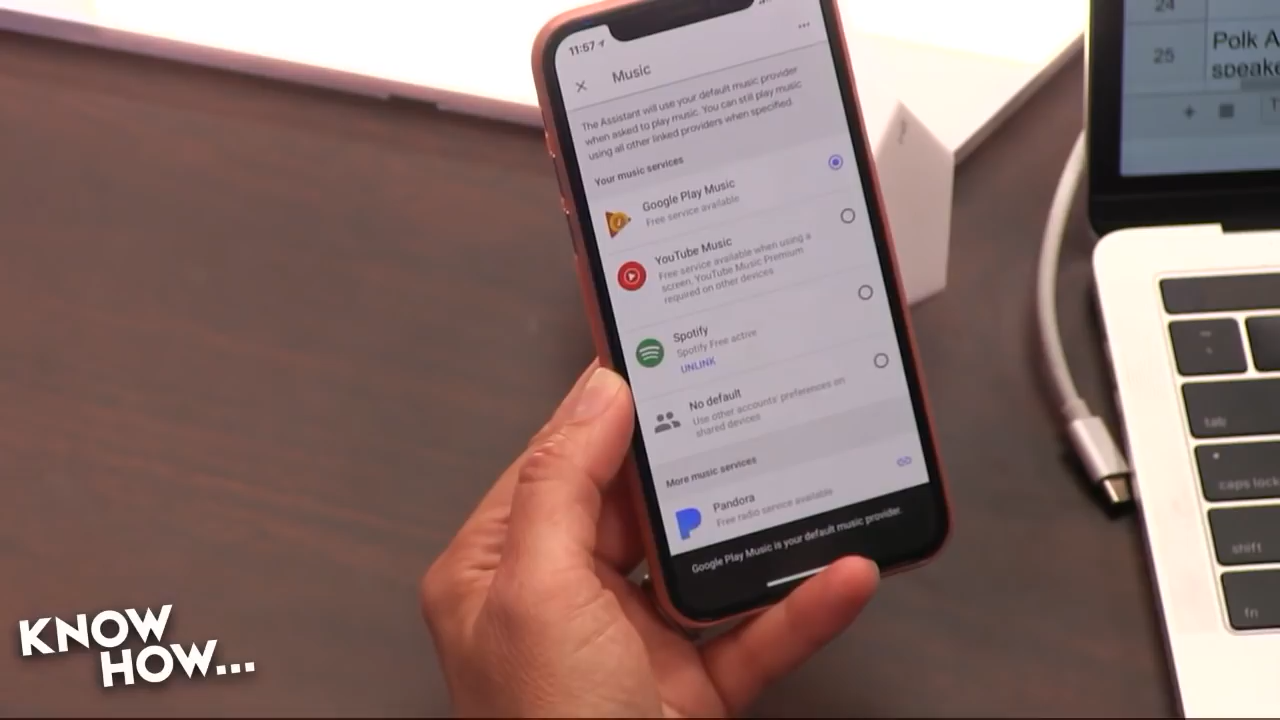 11:57
Music
The Assistant will use your default music provider
when asked to play music. You can still play music
using all other linked providers when specified.
Your music services
Google Play Music
Free service available
YouTube Music
Free service available when using a
screen. YouTube Music Premium
required on other devices
Spotify
Spotify Free active
UNLINK
No default
Use other accounts' preferences on
shared devices
More music services
Pandora
Free radio service available
Google Play Music is your default music provider.
24
25
Polk A
speake
tab
caps lock
shift
fn
KNOW
HOW...